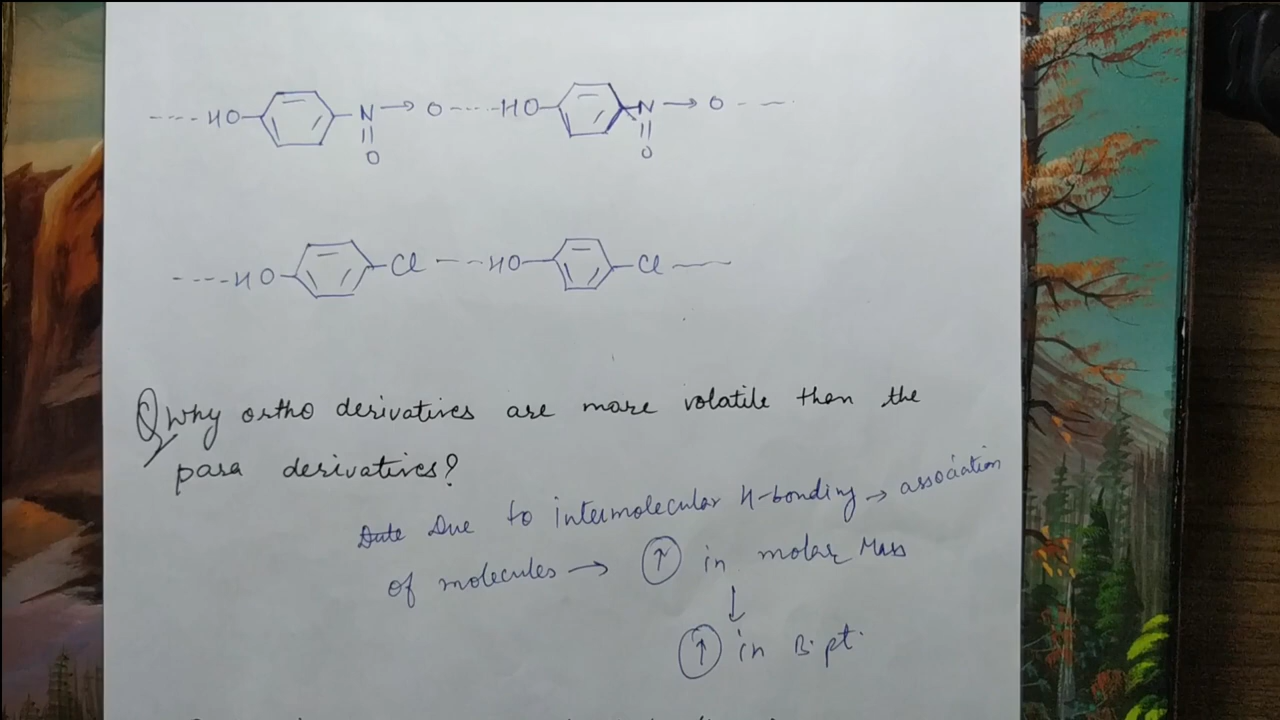 ----HO-N→O-----HO-N→O---
O O
----HO-Cl----HO-Cl---
Q Why ortho derivatives are more volatile than the
para derivatives?
Due to intermolecular H-bonding → association
of molecules → ↑ in molar Mass
↓
↑ in B.pt.